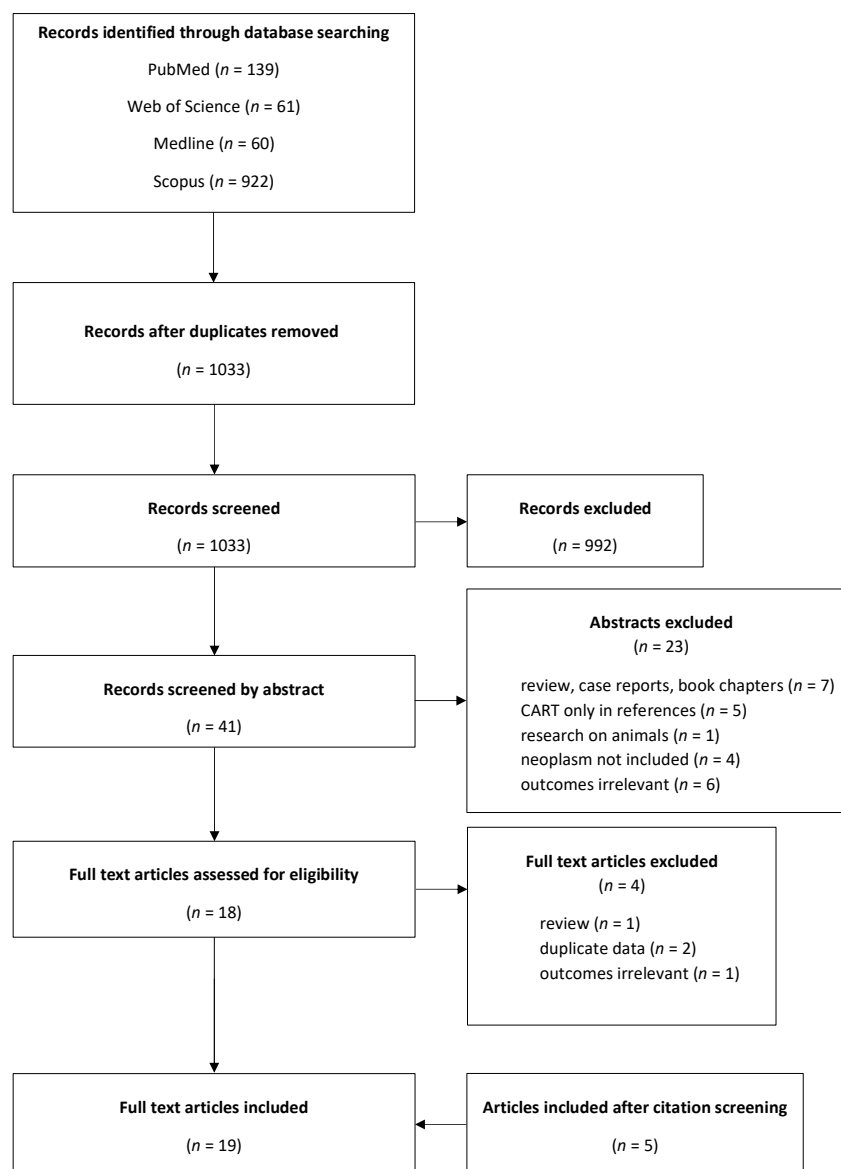 Records identified through database searching
PubMed (n = 139)
Web of Science (n = 61)
Medline (n = 60)
Scopus (n = 922)
Records after duplicates removed
(n = 1033)
Records screened
(n = 1033)
Records excluded
(n = 992)
Records screened by abstract
(n = 41)
Abstracts excluded
(n = 23)
review, case reports, book chapters (n = 7)
CART only in references (n = 5)
research on animals (n = 1)
neoplasm not included (n = 4)
outcomes irrelevant (n = 6)
Full text articles assessed for eligibility
(n = 18)
Full text articles excluded
(n = 4)
review (n = 1)
duplicate data (n = 2)
outcomes irrelevant (n = 1)
Full text articles included
(n = 19)
Articles included after citation screening
(n = 5)